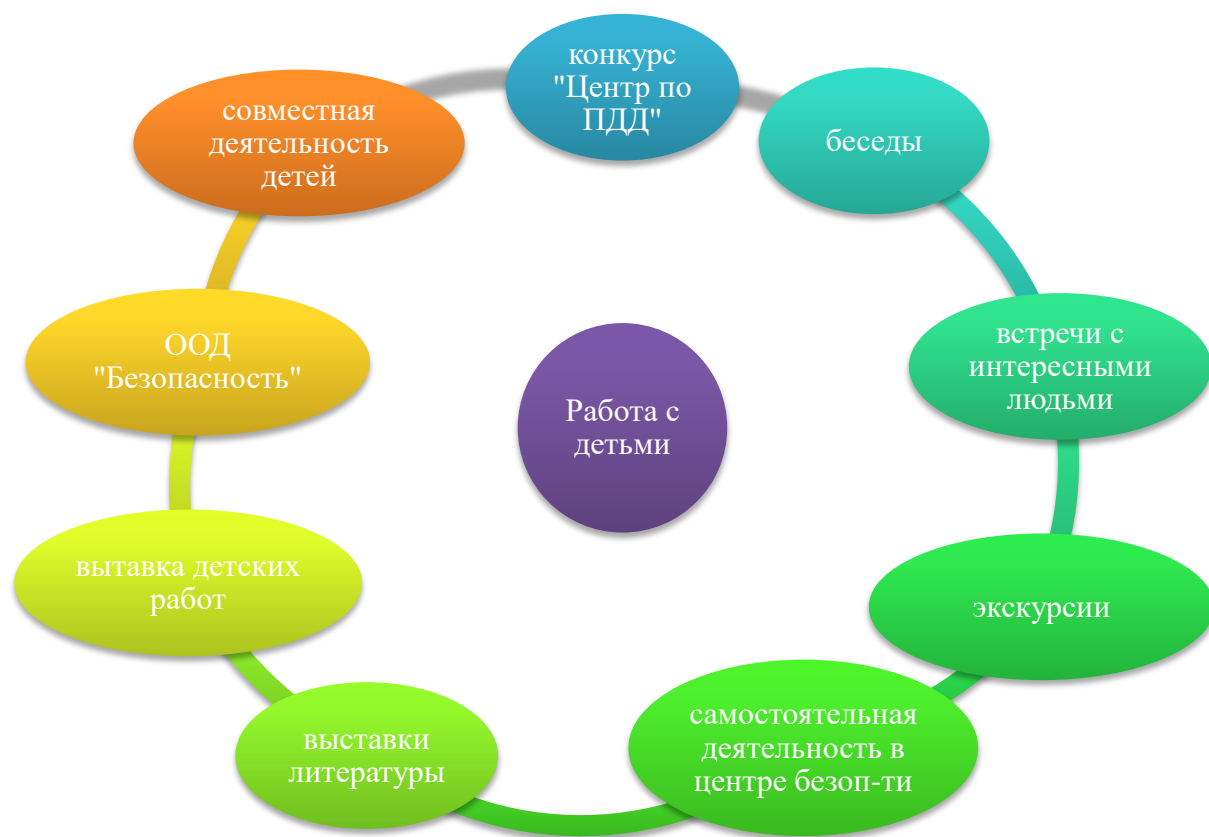 конкурс
"Центр по
ПДД"
беседы
встречи с
интересными
людьми
экскурсии
самостоятельная
деятельность в
центре безоп-ти
выставки
литературы
вытавка детских
работ
ООД
"Безопасность"
совместная
деятельность
детей
Работа с
детьми